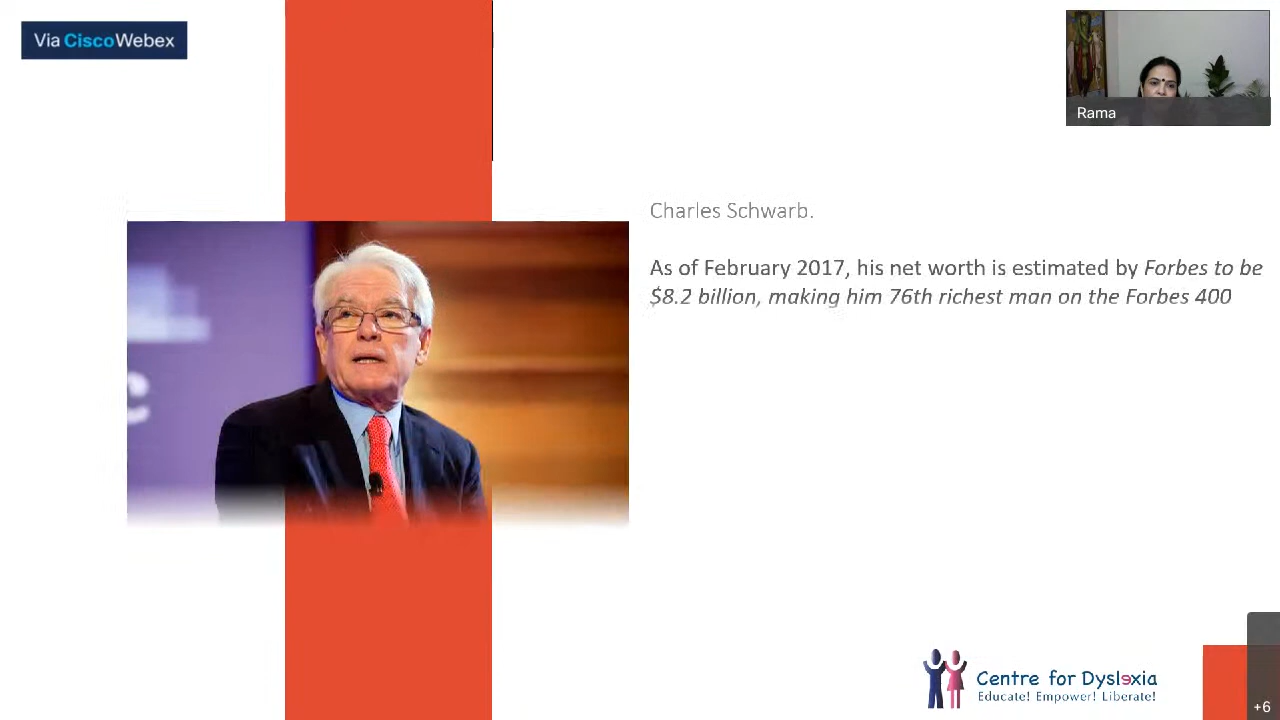 Via CiscoWebex
Rama
Charles Schwarb.
As of February 2017, his net worth is estimated by Forbes to be
$8.2 billion, making him 76th richest man on the Forbes 400
Centre for Dyslexia
Educate! Empower! Liberate!
+6